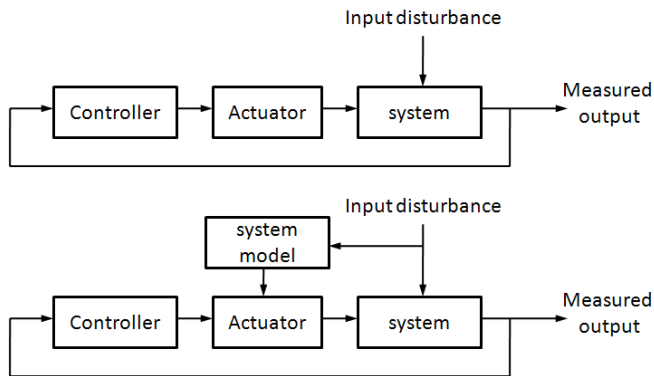 Input disturbance
Controller
Actuator
system
Measured
output
Input disturbance
system
model
Controller
Actuator
system
Measured
output